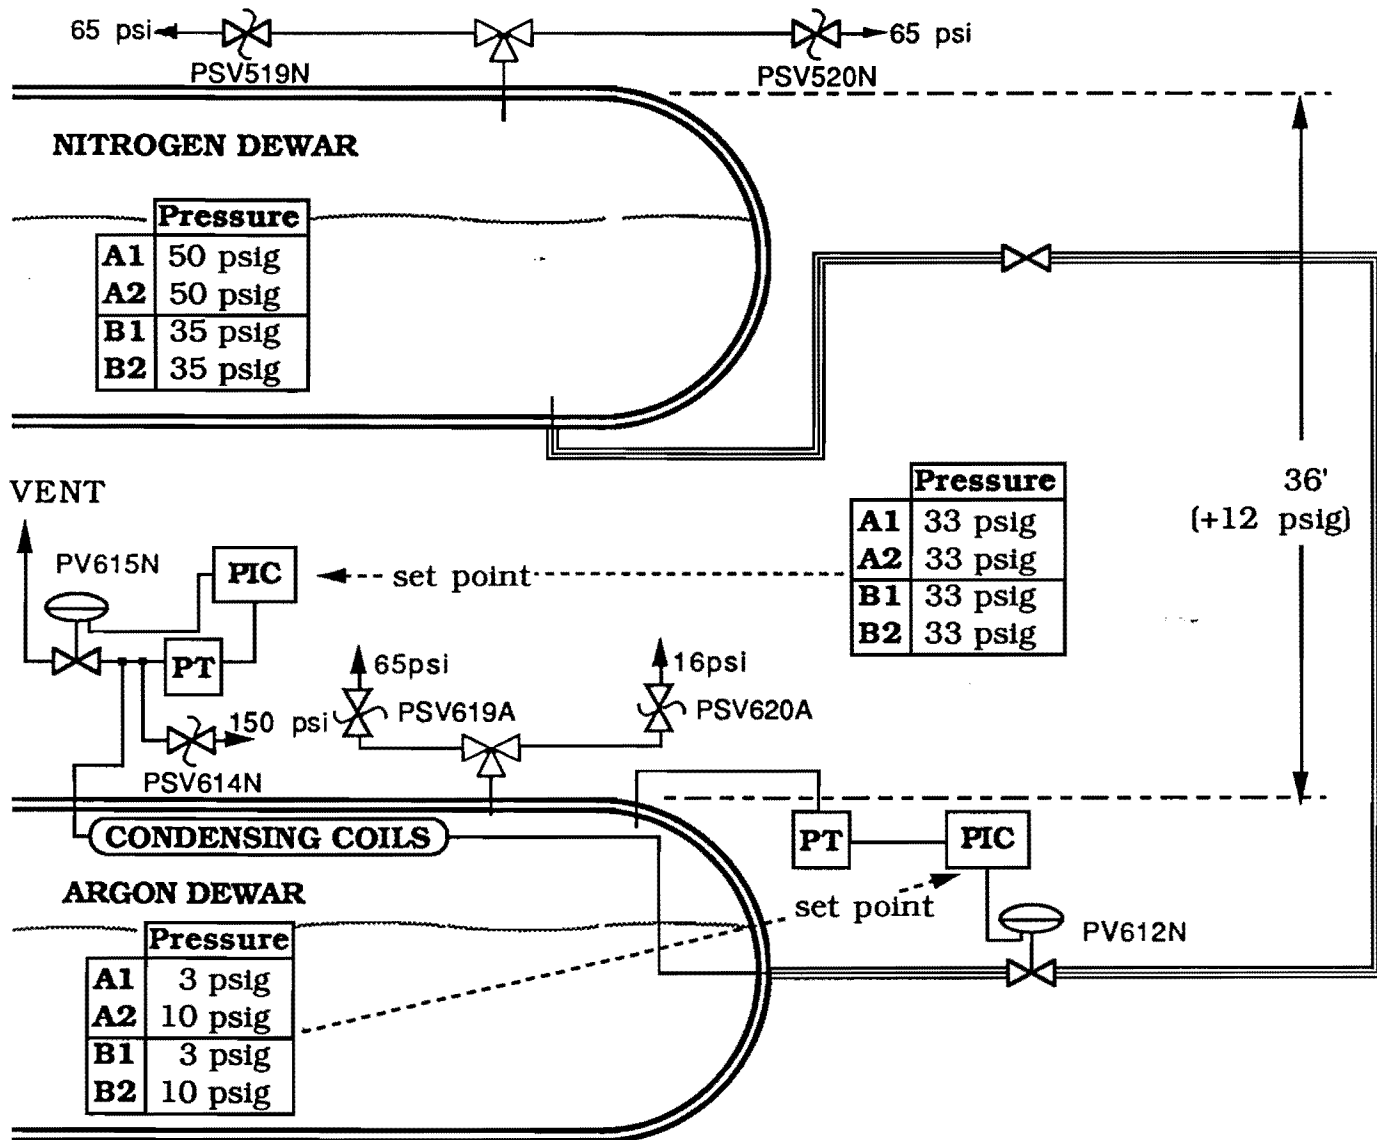 65 psi
65 psi
PSV519N
PSV520N
NITROGEN DEWAR
Pressure
A1 50 psig
A2 50 psig
B1 35 psig
B2 35 psig
Pressure
A1 33 psig
A2 33 psig
B1 33 psig
B2 33 psig
36'
(+12 psig)
VENT
PV615N
PIC
set point
PT
65psi
16psi
PSV619A
PSV620A
150 psi
PSV614N
CONDENSING COILS
PT
PIC
ARGON DEWAR
set point
PV612N
Pressure
A1 3 psig
A2 10 psig
B1 3 psig
B2 10 psig